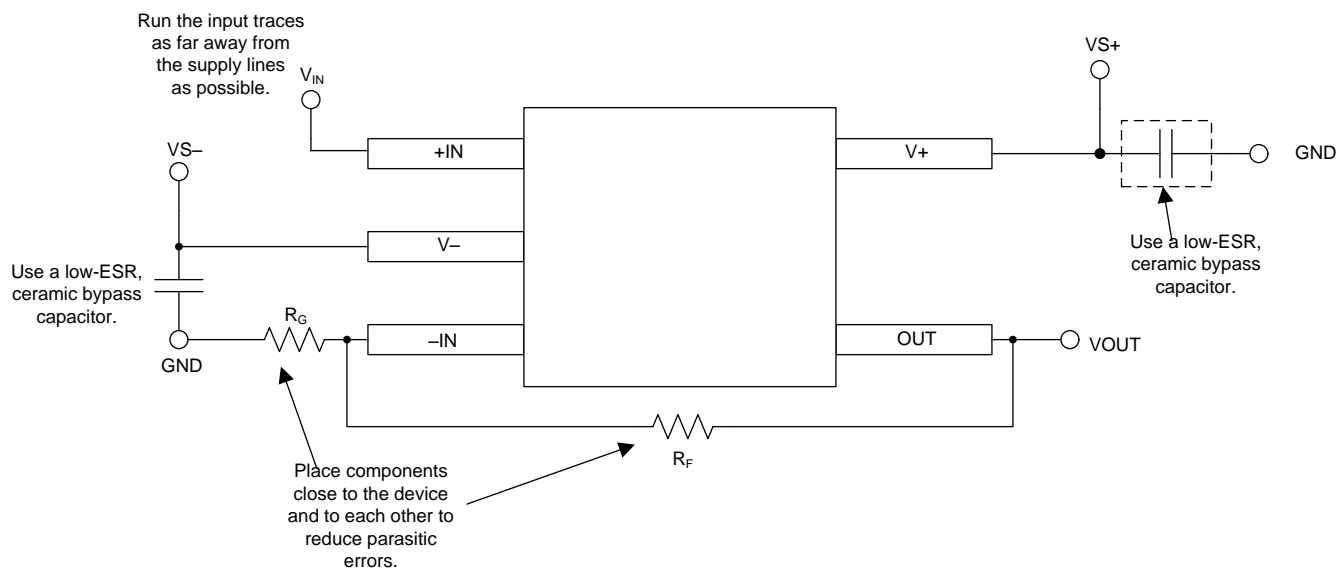 Run the input traces
as far away from
the supply lines
as possible.
VIN
VS+
VS–
+IN
V+
GND
V–
Use a low-ESR,
ceramic bypass
capacitor.
Use a low-ESR,
ceramic bypass
capacitor.
RG
–IN
OUT
VOUT
GND
RF
Place components
close to the device
and to each other to
reduce parasitic
errors.